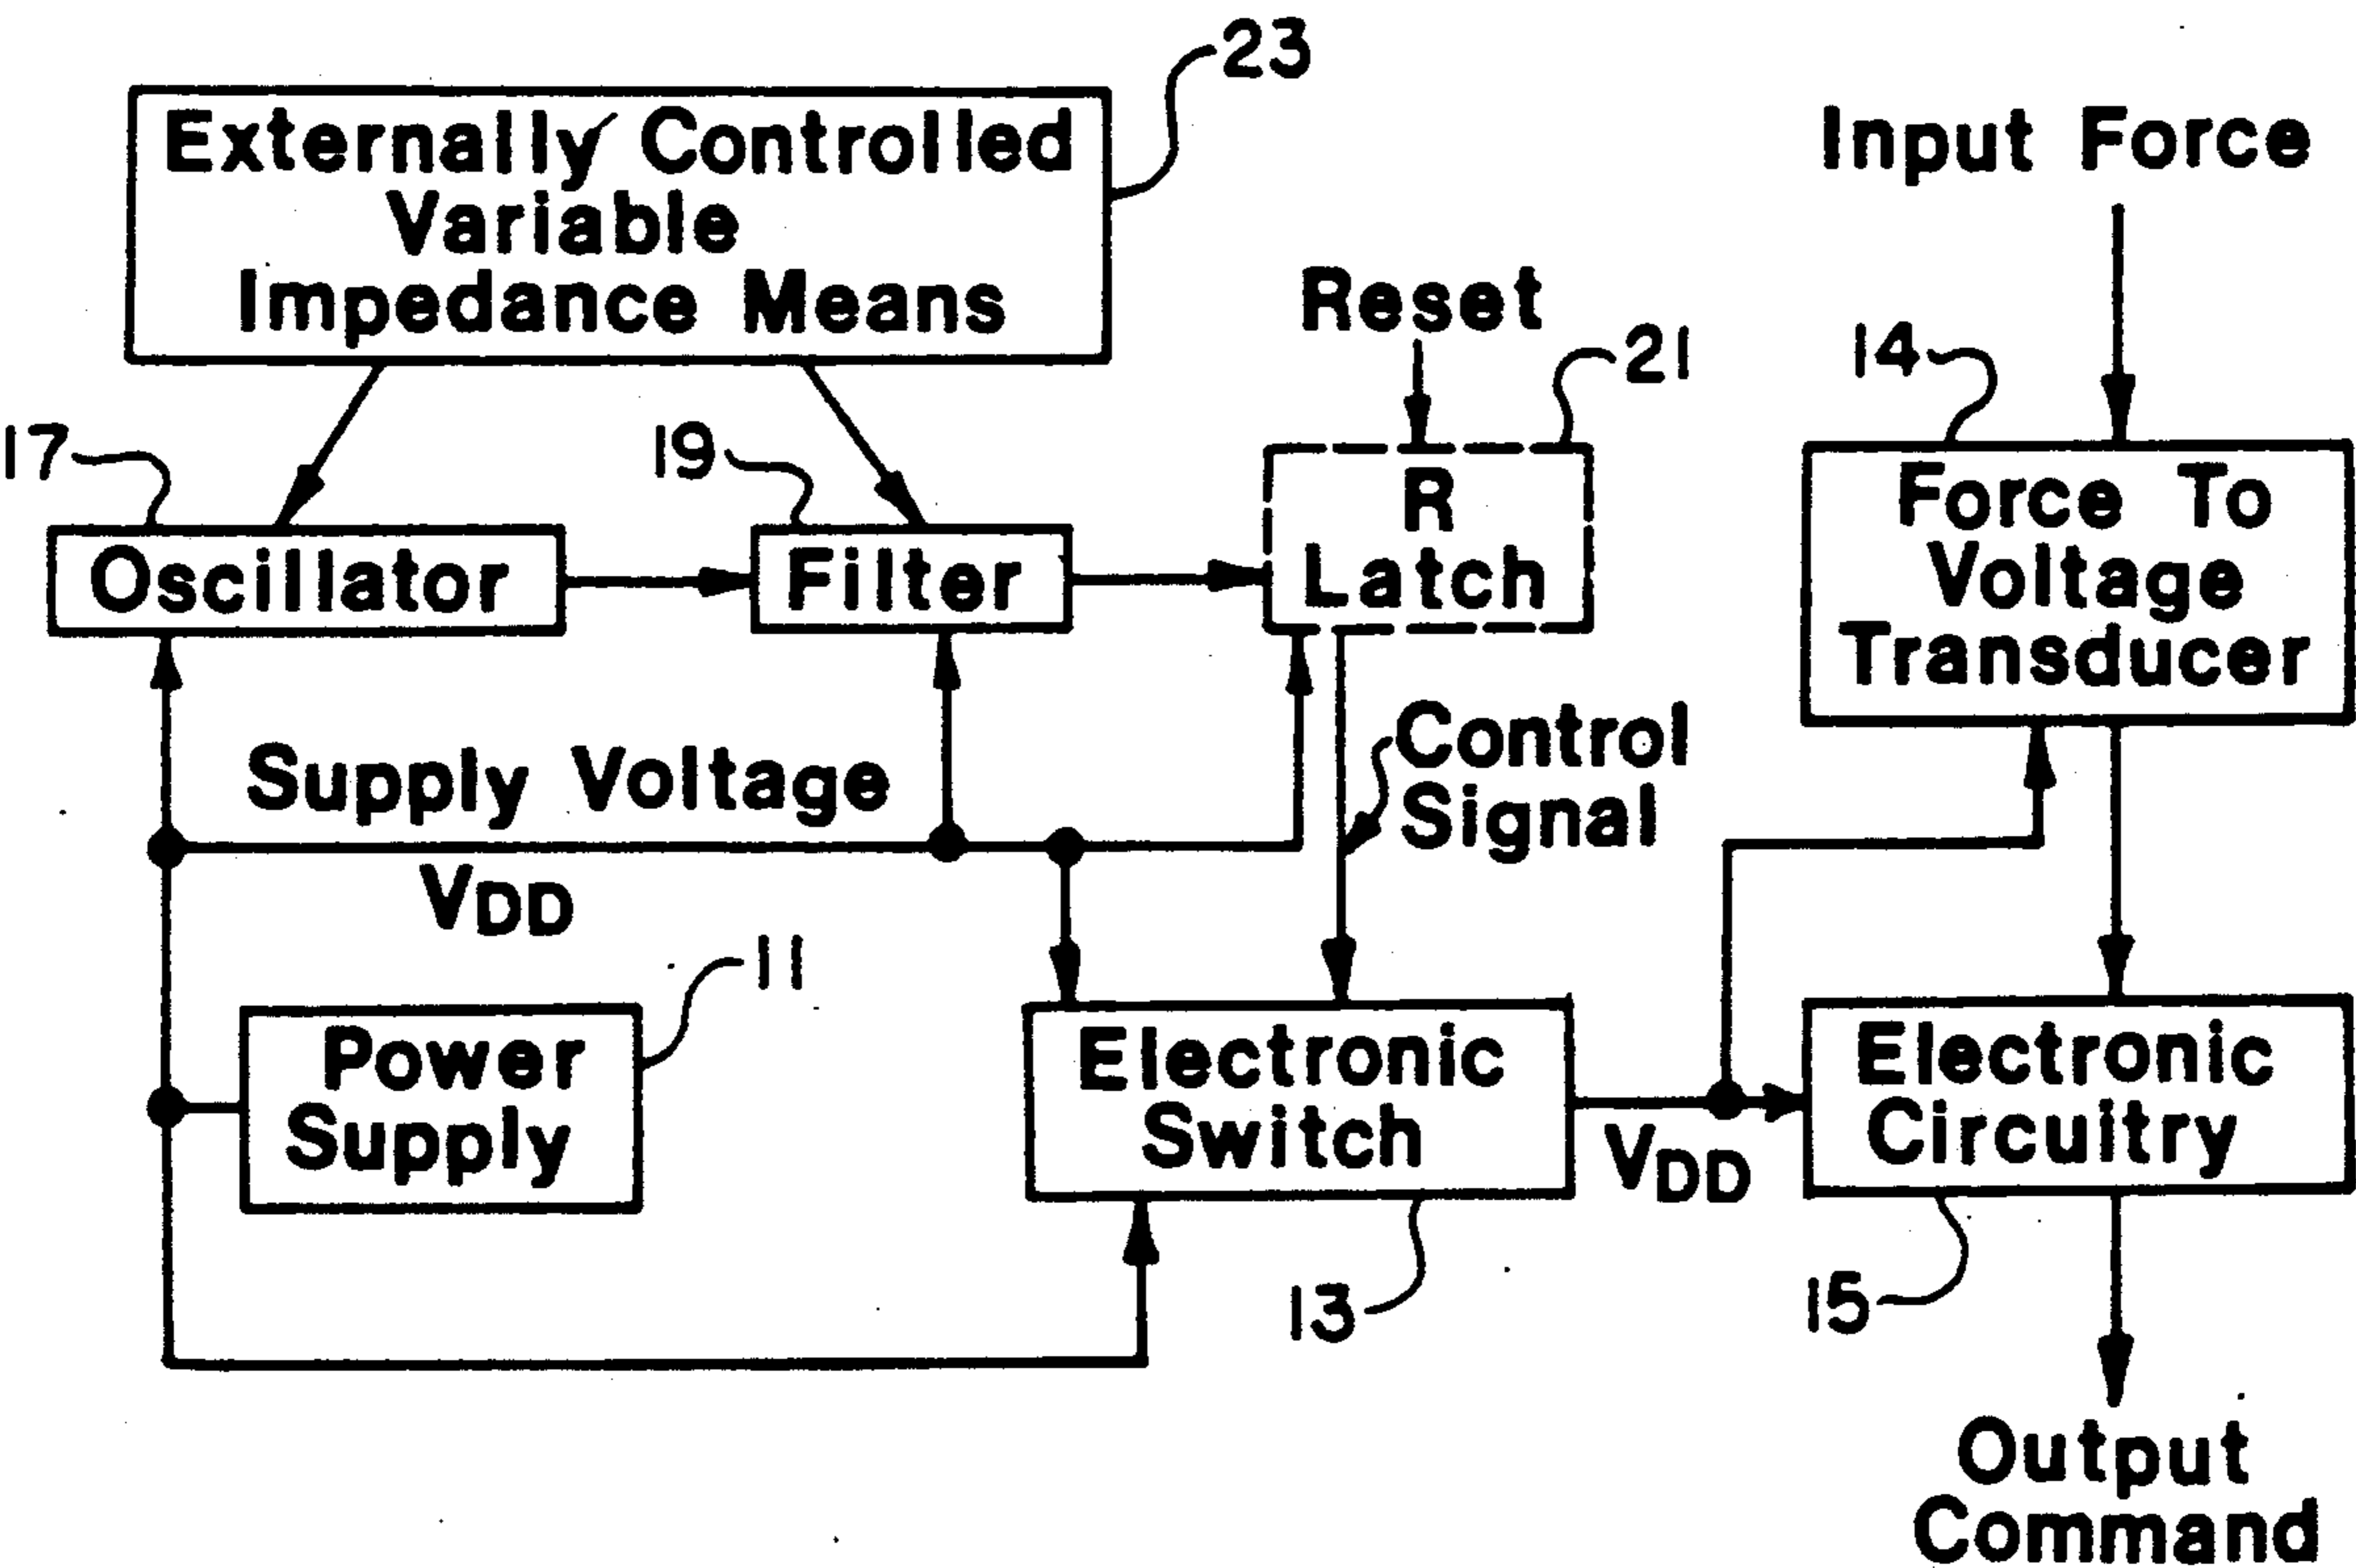 23
Externally Controlled
Variable
Impedance Means
Input Force
Reset
21
14
17
19
R
Latch
Force To
Voltage
Transducer
Oscillator
Filter
Control
Signal
Supply Voltage
VDD
11
Power
Supply
Electronic
Switch
VDD
Electronic
Circuitry
13
15
Output
Command